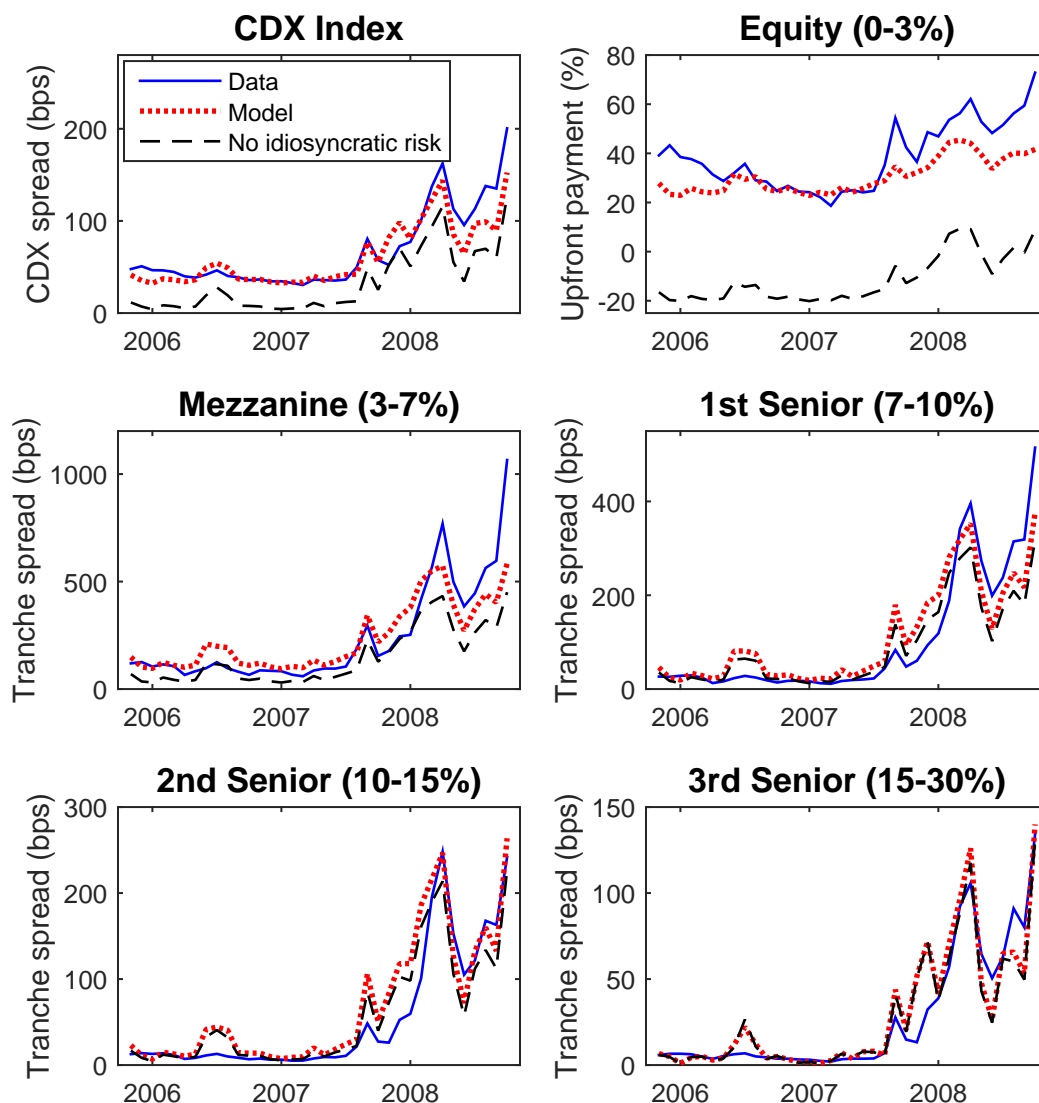 CDX Index
CDX spread (bps)
200
100
0
2006
2007
2008
Data
Model
No idiosyncratic risk
Equity (0-3%)
Upfront payment (%)
80
60
40
20
0
-20
2006
2007
2008
Mezzanine (3-7%)
Tranche spread (bps)
1000
500
0
2006
2007
2008
1st Senior (7-10%)
Tranche spread (bps)
400
200
0
2006
2007
2008
2nd Senior (10-15%)
Tranche spread (bps)
300
200
100
0
2006
2007
2008
3rd Senior (15-30%)
Tranche spread (bps)
150
100
50
0
2006
2007
2008